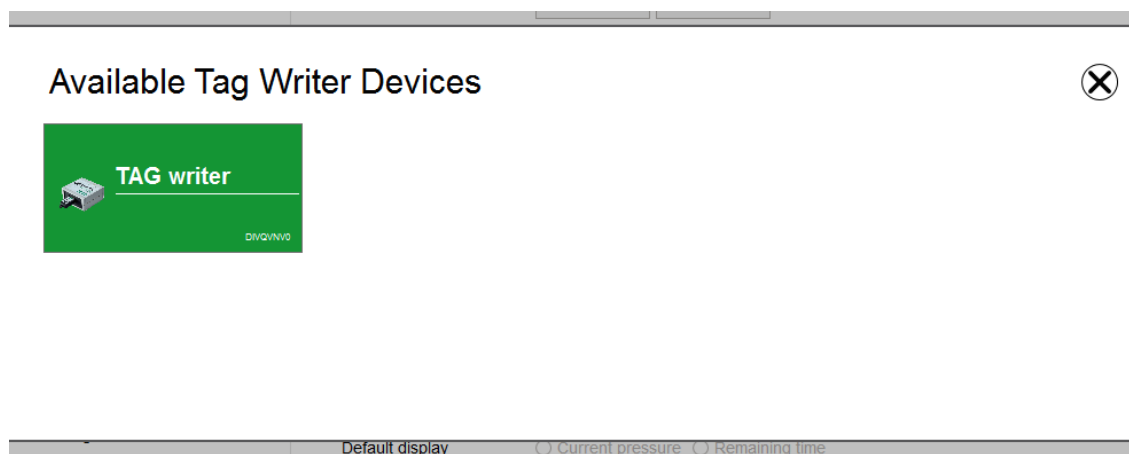 Available Tag Writer Devices
TAG writer
DIVQVNV0
Default display Current pressure Remaining time